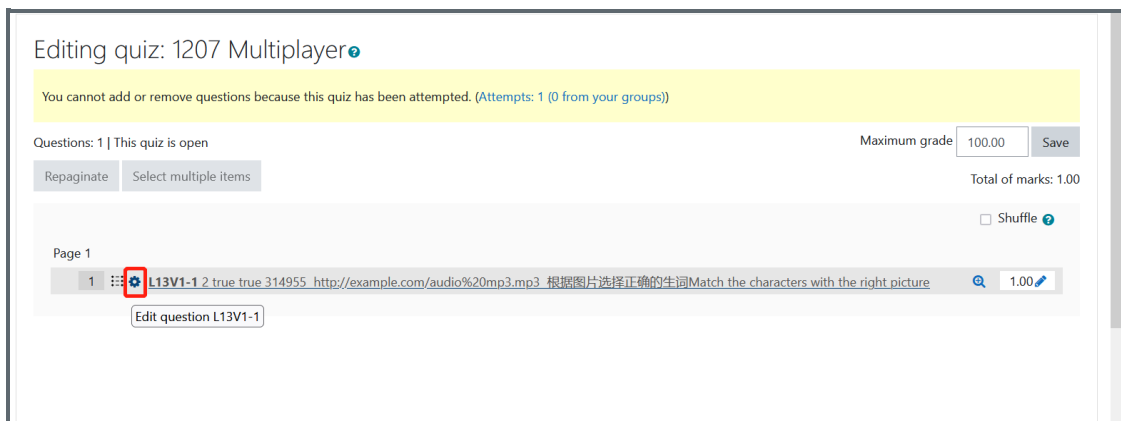 Editing quiz: 1207 Multiplayer
You cannot add or remove questions because this quiz has been attempted. (Attempts: 1 (0 from your groups))
Questions: 1 | This quiz is open
Maximum grade 100.00 Save
Repaginate Select multiple items
Total of marks: 1.00
Shuffle
Page 1
1 L13V1-1 2 true true 314955 http://example.com/audio%20mp3.mp3 根据图片选择正确的生词Match the characters with the right picture 1.00
Edit question L13V1-1